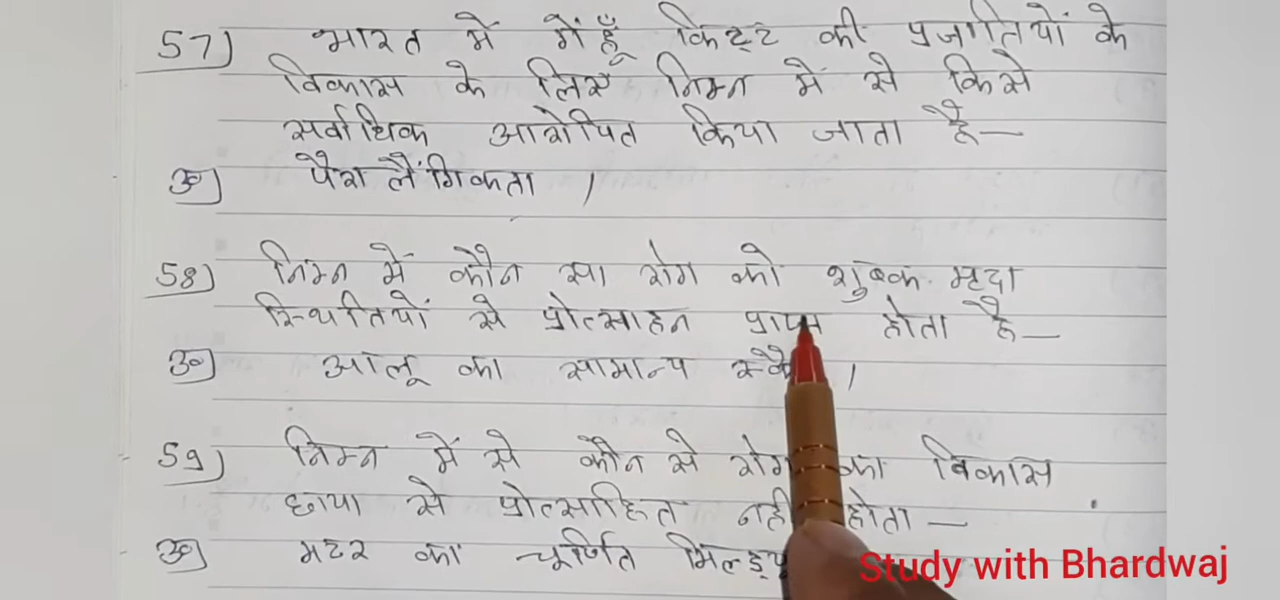 57) भारत में गेहूँ किट्ट की प्रजातियों के
विकास के लिए निम्न में से किसे
सर्वाधिक आरोपित किया जाता है—
उ०) पैरालैंगिकता ।
58) निम्न में कौन सा रोग को शुष्क मृदा
स्थितियों से प्रोत्साहन प्राप्त होता है—
उ०) आलू का सामान्य ।
59) निम्न में से कौन से रोग का विकास
छाया से प्रोत्साहित नही होता —
उ०) मटर का चूर्णित
Study with Bhardwaj